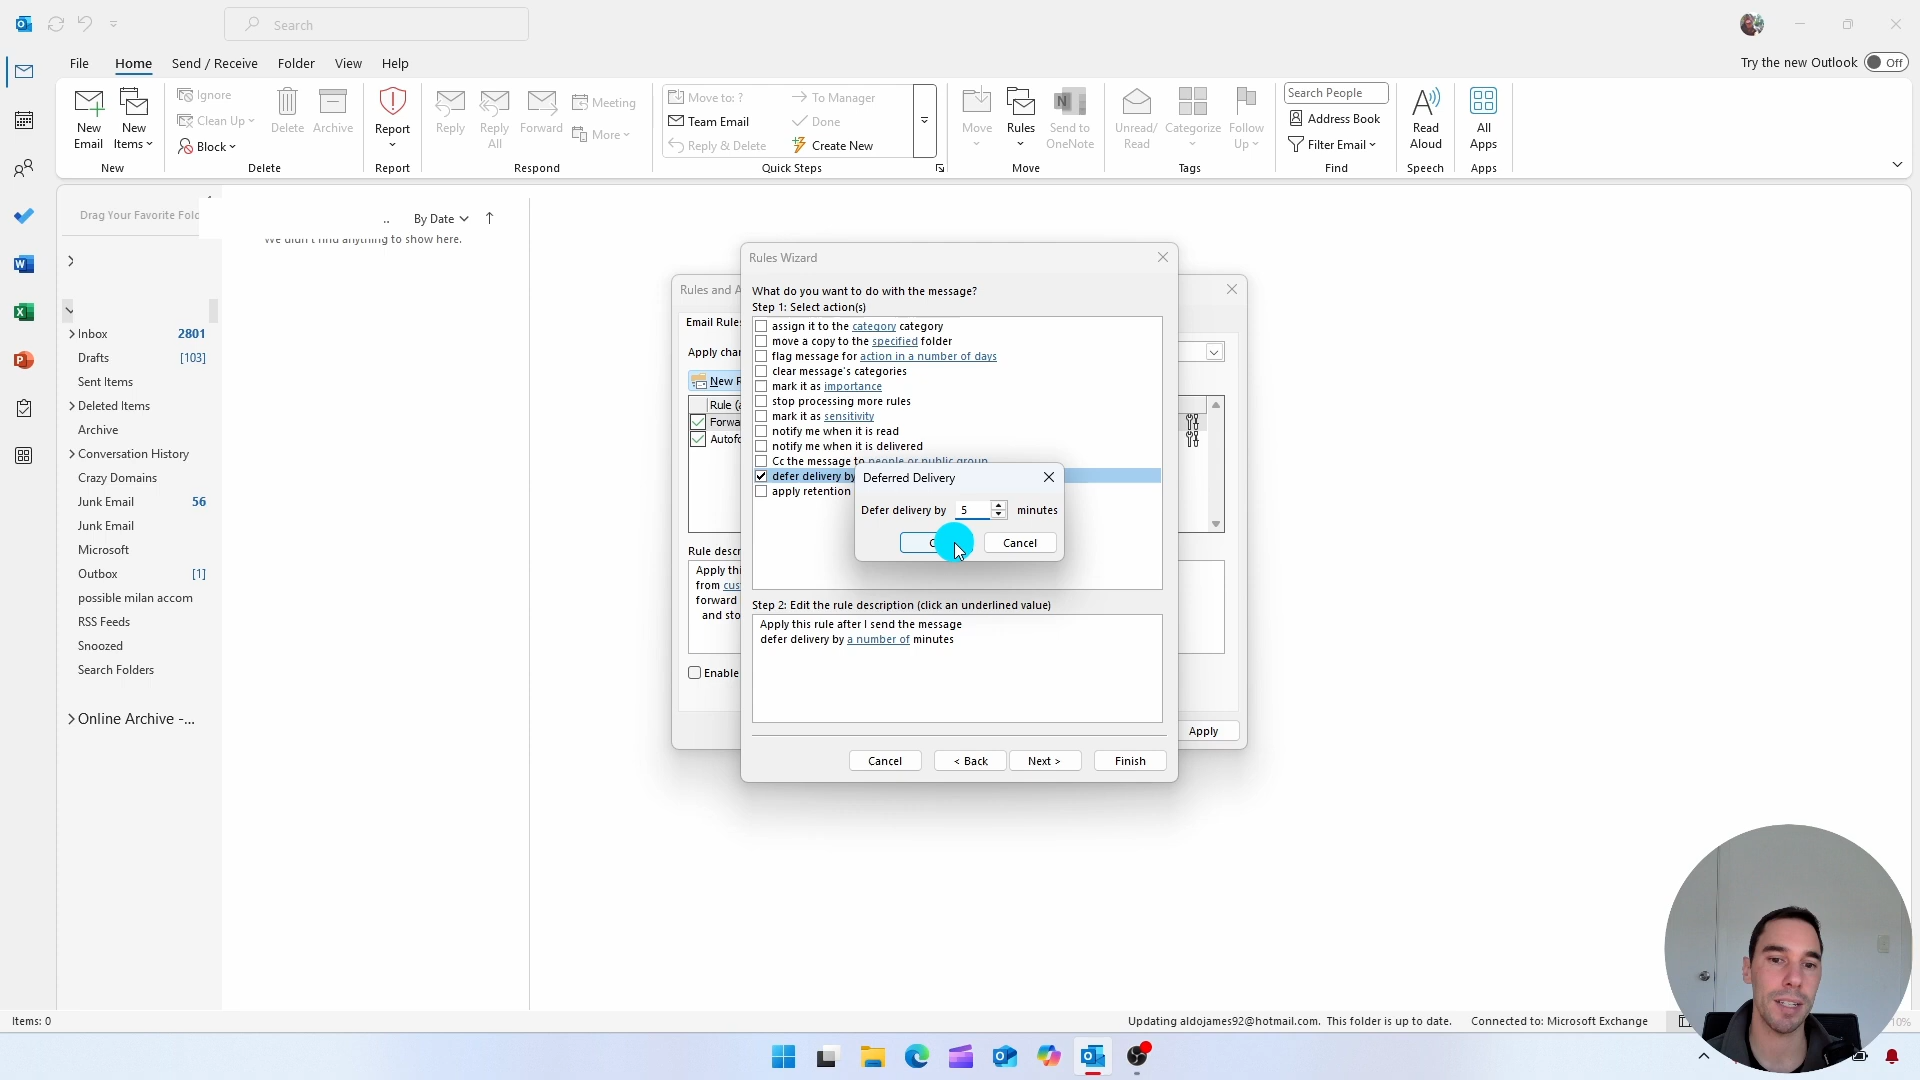 Search
File Home Send / Receive Folder View Help
Try the new Outlook Off
New Email
New Items
New
Ignore
Clean Up
Block
Delete
Archive
Delete
Report
Report
Reply
Reply All
Forward
Meeting
More
Respond
Move to: ?
Team Email
Reply & Delete
To Manager
Done
Create New
Quick Steps
Move
Rules
Send to OneNote
Move
Unread/ Read
Categorize
Follow Up
Tags
Search People
Address Book
Filter Email
Find
Read Aloud
Speech
All Apps
Apps
Drag Your Favorite Fol
.. By Date
We didn't find anything to show here.
Inbox 2801
Drafts [103]
Sent Items
Deleted Items
Archive
Conversation History
Crazy Domains
Junk Email 56
Junk Email
Microsoft
Outbox [1]
possible milan accom
RSS Feeds
Snoozed
Search Folders
Online Archive -...
Rules and A
Email Rules
Apply chan
New R
Rule (a
Forwa
Autofo
Rule descr
Apply thi
from cus
forward
and sto
Enable
Apply
Rules Wizard
What do you want to do with the message?
Step 1: Select action(s)
assign it to the category category
move a copy to the specified folder
flag message for action in a number of days
clear message's categories
mark it as importance
stop processing more rules
mark it as sensitivity
notify me when it is read
notify me when it is delivered
Cc the message to people or public group
defer delivery by
apply retention
Deferred Delivery
Defer delivery by 5 minutes
Cancel
Step 2: Edit the rule description (click an underlined value)
Apply this rule after I send the message
defer delivery by a number of minutes
Cancel < Back Next > Finish
Items: 0
Updating aldojames92@hotmail.com. This folder is up to date. Connected to: Microsoft Exchange
10%